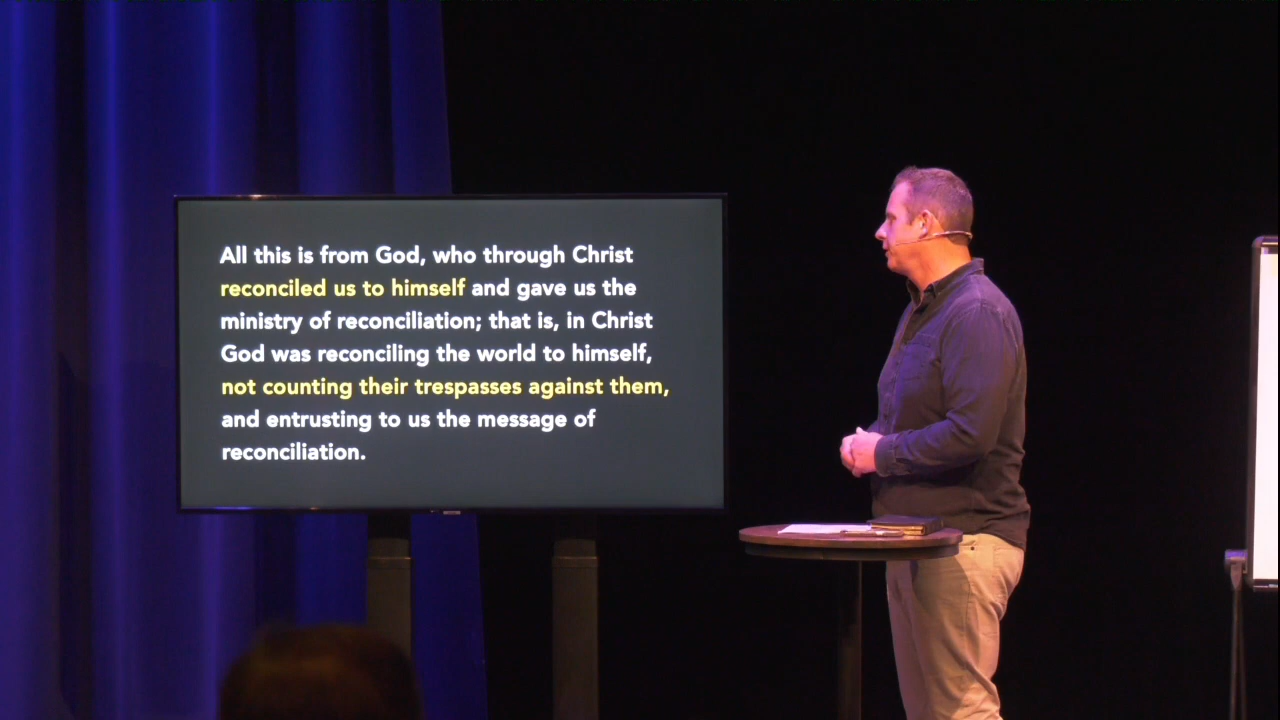 All this is from God, who through Christ
reconciled us to himself and gave us the
ministry of reconciliation; that is, in Christ
God was reconciling the world to himself,
not counting their trespasses against them,
and entrusting to us the message of
reconciliation.